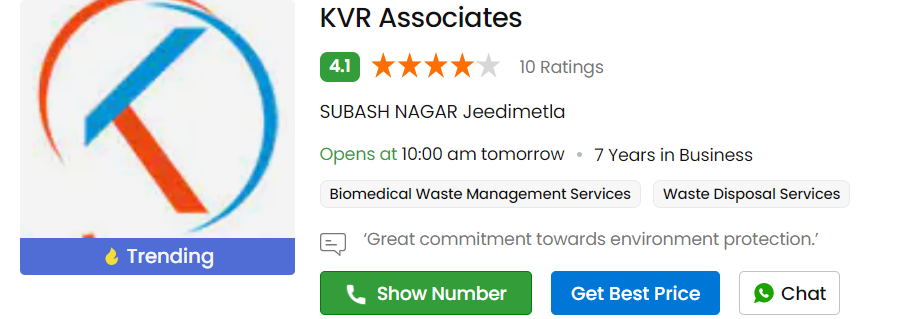 KVR Associates
4.1 10 Ratings
SUBASH NAGAR Jeedimetla
Opens at 10:00 am tomorrow • 7 Years in Business
Biomedical Waste Management Services Waste Disposal Services
‘Great commitment towards environment protection.’
Trending
Show Number Get Best Price Chat